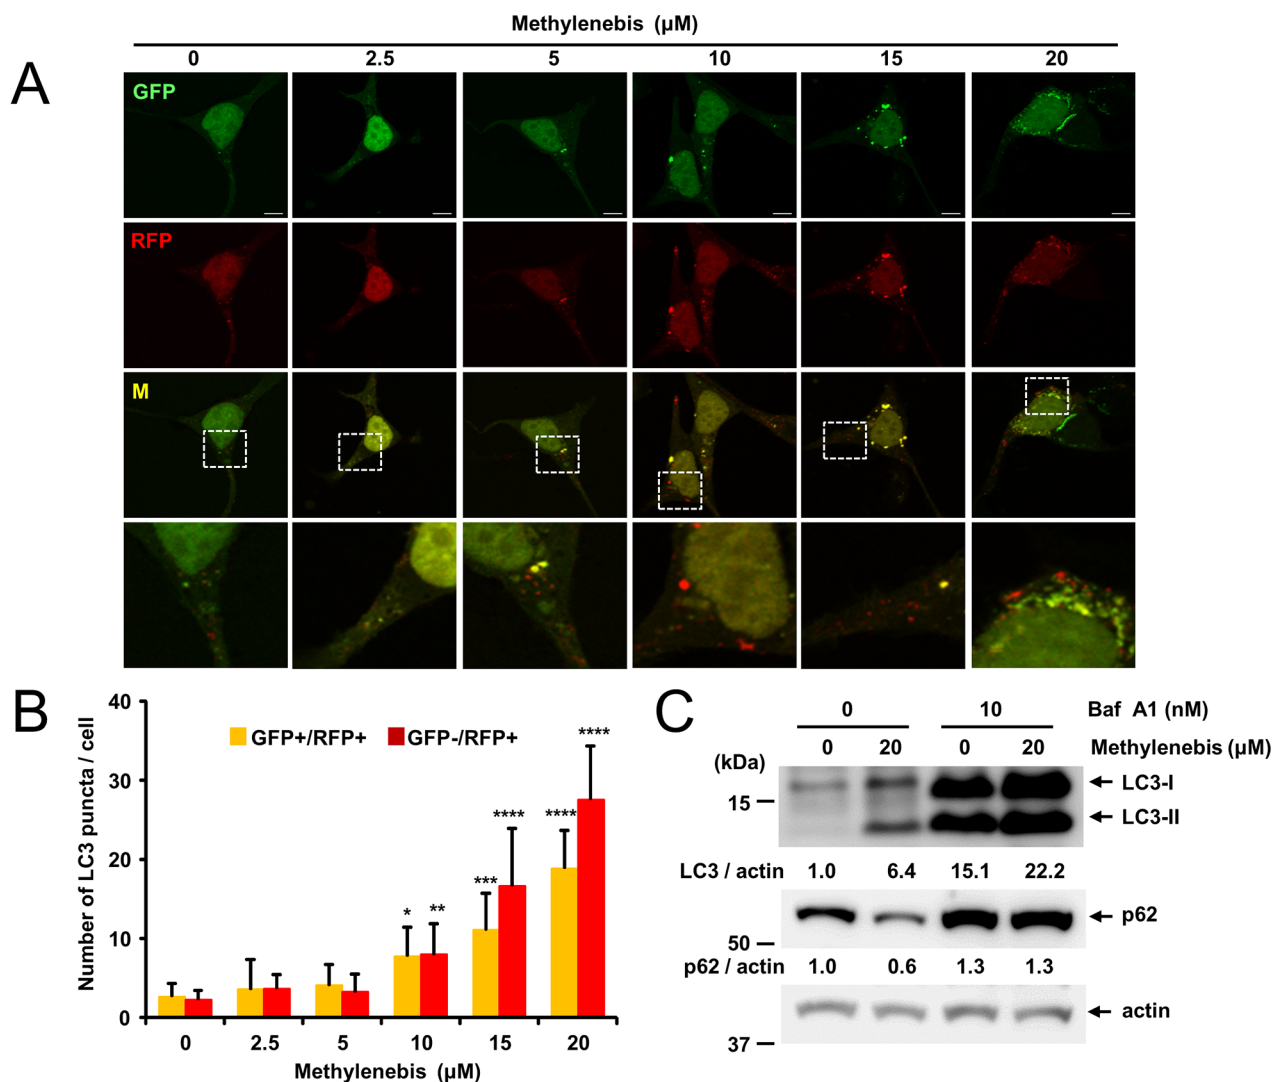 Methylenebis (µM)
0 2.5 5 10 15 20
A
GFP
RFP
M
B
Number of LC3 puncta / cell
40
30
20
10
0
GFP+/RFP+ GFP-/RFP+
* ** *** **** **** ****
0 2.5 5 10 15 20
Methylenebis (µM)
C
0 10 Baf A1 (nM)
0 20 0 20 Methylenebis (µM)
(kDa)
15
LC3-I
LC3-II
LC3 / actin 1.0 6.4 15.1 22.2
p62
50
p62 / actin 1.0 0.6 1.3 1.3
actin
37